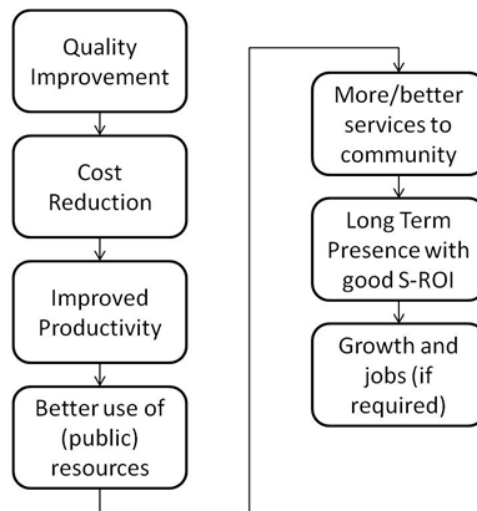 Quality
Improvement
Cost
Reduction
Improved
Productivity
Better use of
(public)
resources
More/better
services to
community
Long Term
Presence with
good S-ROI
Growth and
jobs (if
required)